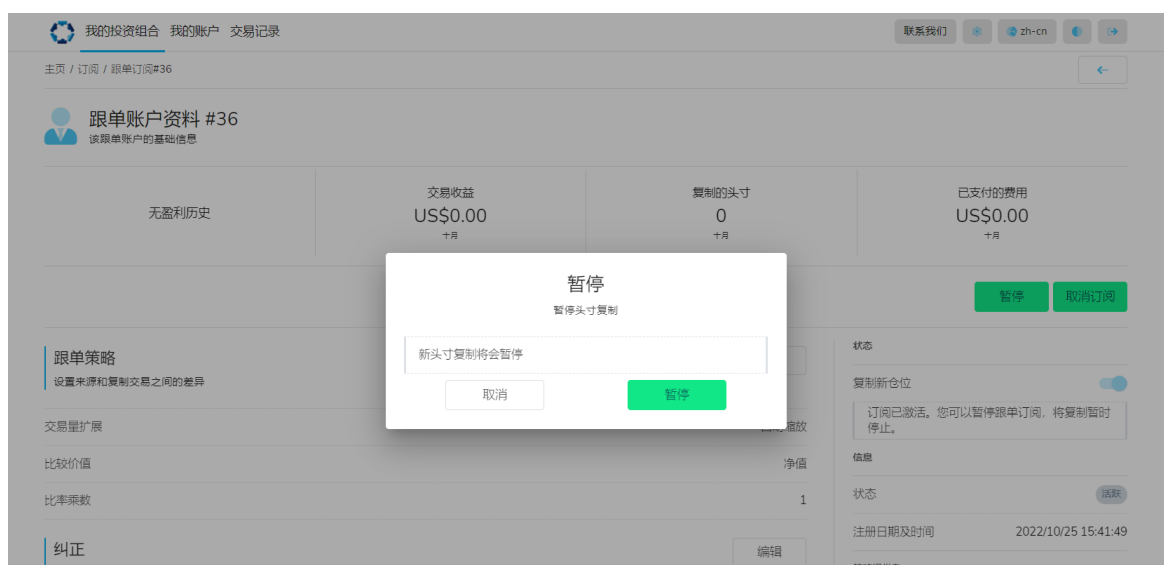 我的投资组合 我的账户 交易记录 联系我们 zh-cn
主页 / 订阅 / 跟单订阅#36
跟单账户资料 #36
该跟单账户的基础信息
无盈利历史
交易收益
US$0.00
十月
复制的头寸
0
十月
已支付的费用
US$0.00
十月
暂停 取消订阅
暂停
暂停头寸复制
新头寸复制将会暂停
取消 暂停
跟单策略
设置来源和复制交易之间的差异
交易量扩展
比较价值 净值
比率乘数 1
纠正 编辑
状态
复制新仓位
订阅已激活。您可以暂停跟单订阅，将复制暂时
停止。
信息
状态 活跃
注册日期及时间 2022/10/25 15:41:49